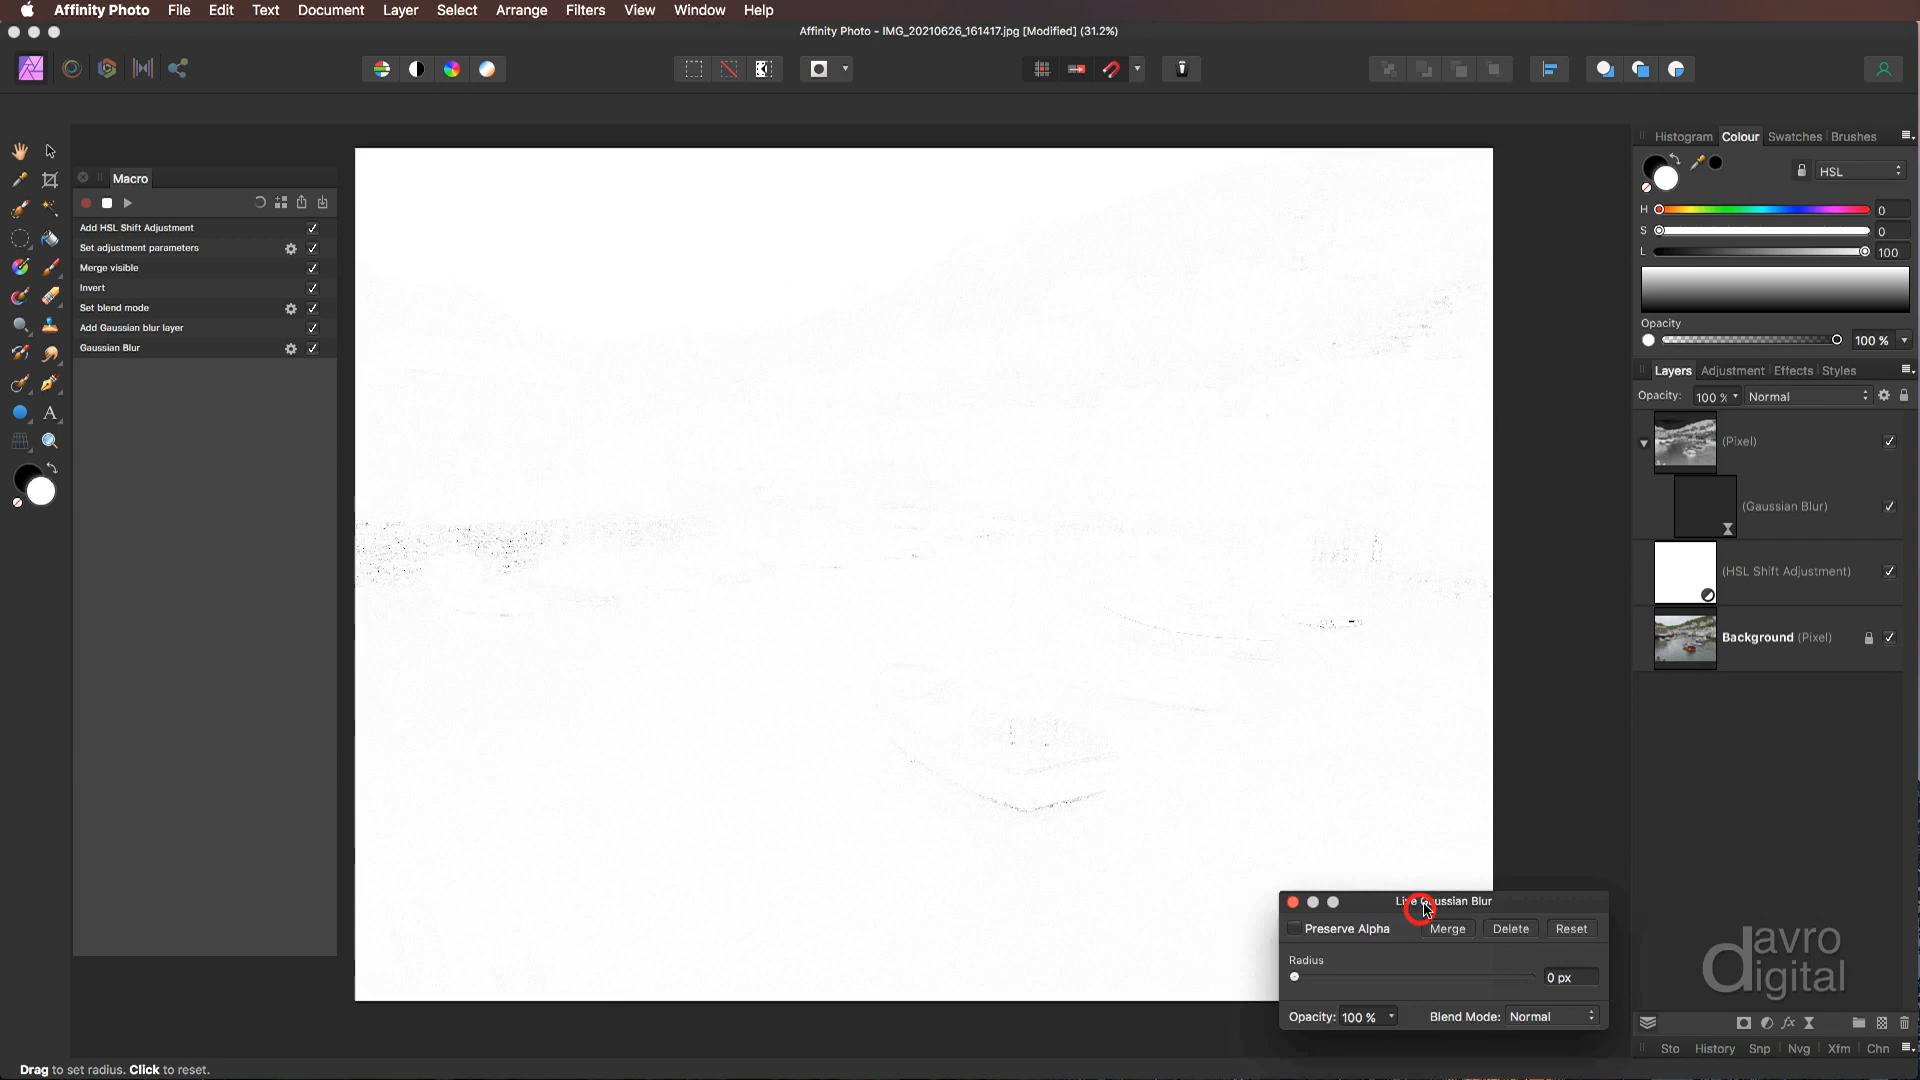 Affinity Photo File Edit Text Document Layer Select Arrange Filters View Window Help
Affinity Photo - IMG_20210626_161417.jpg [Modified] (31.2%)
Histogram Colour Swatches Brushes
HSL
H 0
S 0
L 100
Opacity
100 %
Macro
Add HSL Shift Adjustment
Set adjustment parameters
Merge visible
Invert
Set blend mode
Add Gaussian blur layer
Gaussian Blur
A
Layers Adjustment Effects Styles
Opacity: 100 % Normal
(Pixel)
(Gaussian Blur)
(HSL Shift Adjustment)
Background (Pixel)
Live Gaussian Blur
Preserve Alpha Merge Delete Reset
Radius
0 px
Opacity: 100 % Blend Mode: Normal
davro
digital
fx
Sto History Snp Nvg Xfm Chn
Drag to set radius. Click to reset.